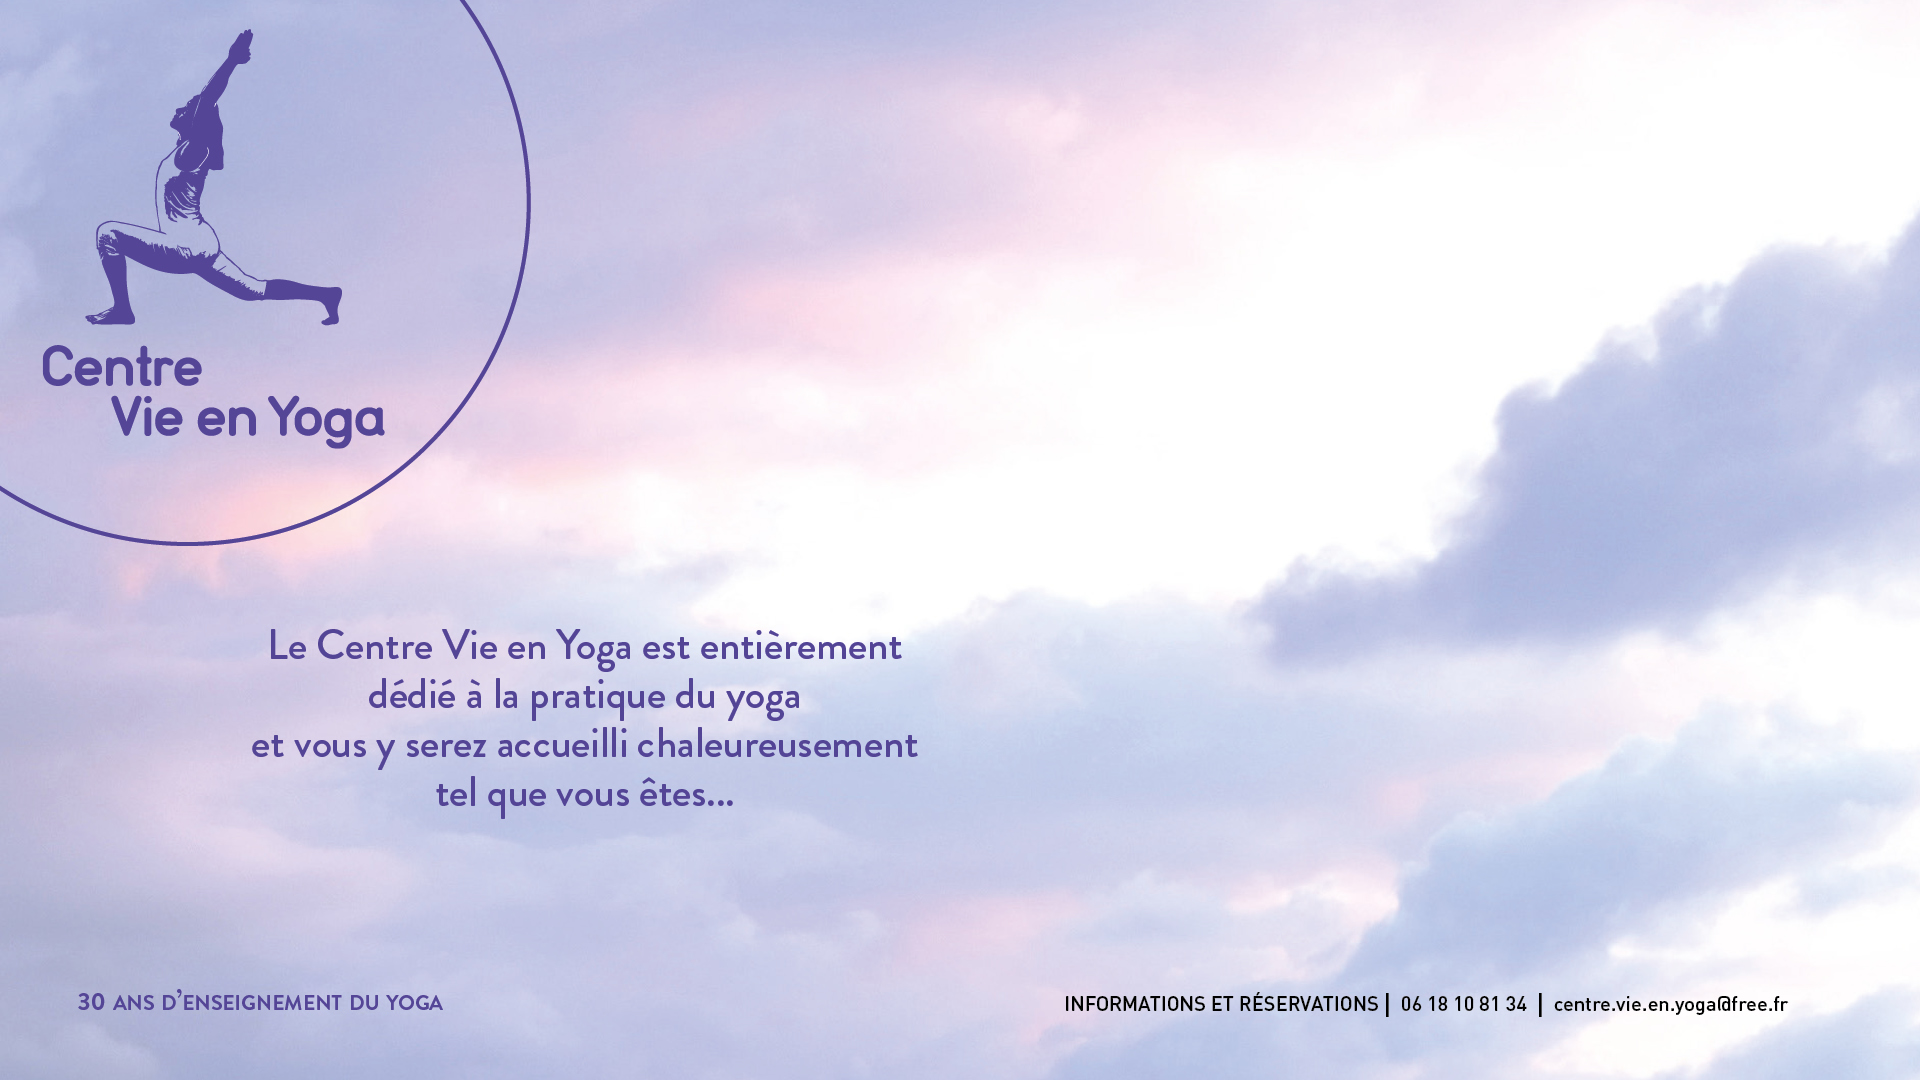 Centre
Vie en Yoga
Le Centre Vie en Yoga est entièrement
dédié à la pratique du yoga
et vous y serez accueilli chaleureusement
tel que vous êtes...
30 ANS D'ENSEIGNEMENT DU YOGA
INFORMATIONS ET RÉSERVATIONS | 06 18 10 81 34 | centre.vie.en.yoga@free.fr